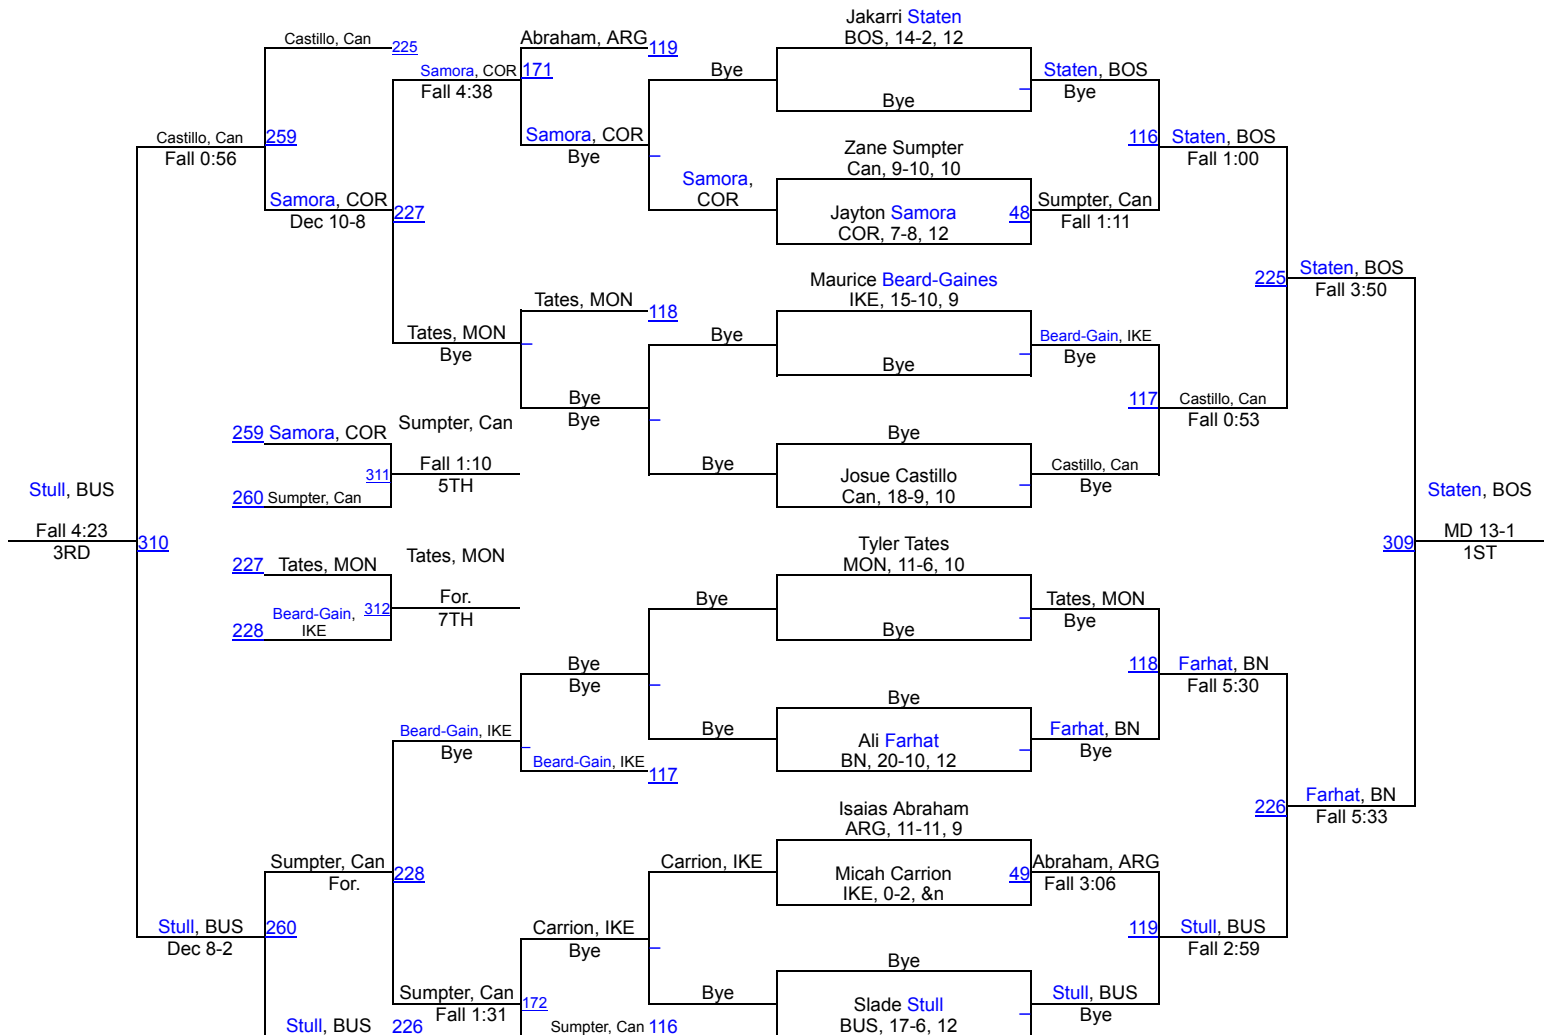 Jakarri Staten
Castillo, Can 225
Abraham, ARG 119
BOS, 14-2, 12
Samora, COR 171
Bye
Staten, BOS
Fall 4:38
Bye
Bye
Castillo, Can 259
Samora, COR
Zane Sumpter
116 Staten, BOS
Fall 0:56
Bye
Can, 9-10, 10
Fall 1:00
Samora,
COR
Samora, COR 227
Jayton Samora 48
Sumpter, Can
Dec 10-8
COR, 7-8, 12
Fall 1:11
Maurice Beard-Gaines
225 Staten, BOS
Tates, MON 118
IKE, 15-10, 9
Fall 3:50
Tates, MON
Bye
Beard-Gain, IKE
Bye
Bye
Bye
Bye
117 Castillo, Can
Bye
Fall 0:53
259 Samora, COR
Sumpter, Can
Bye
311 Fall 1:10
Bye
Josue Castillo
Castillo, Can
5TH
Can, 18-9, 10
Bye
260 Sumpter, Can
Stull, BUS
Staten, BOS
Fall 4:23 310
309 MD 13-1
3RD
1ST
227 Tates, MON
Tates, MON
Tyler Tates
MON, 11-6, 10
Beard-Gain, 312
IKE
For.
Bye
Tates, MON
228
7TH
Bye
Bye
Bye
118 Farhat, BN
Bye
Fall 5:30
Bye
Beard-Gain, IKE
Bye
Ali Farhat
Farhat, BN
Bye
BN, 20-10, 12
Bye
Beard-Gain, IKE 117
Isaias Abraham
226 Farhat, BN
ARG, 11-11, 9
Fall 5:33
Sumpter, Can 228
Carrion, IKE
Micah Carrion 49
Abraham, ARG
For.
IKE, 0-2, &n
Fall 3:06
Stull, BUS 260
Carrion, IKE
119 Stull, BUS
Dec 8-2
Bye
Fall 2:59
Bye
Sumpter, Can 172
Bye
Slade Stull
Stull, BUS
Fall 1:31
BUS, 17-6, 12
Bye
Stull, BUS 226
Sumpter, Can 116